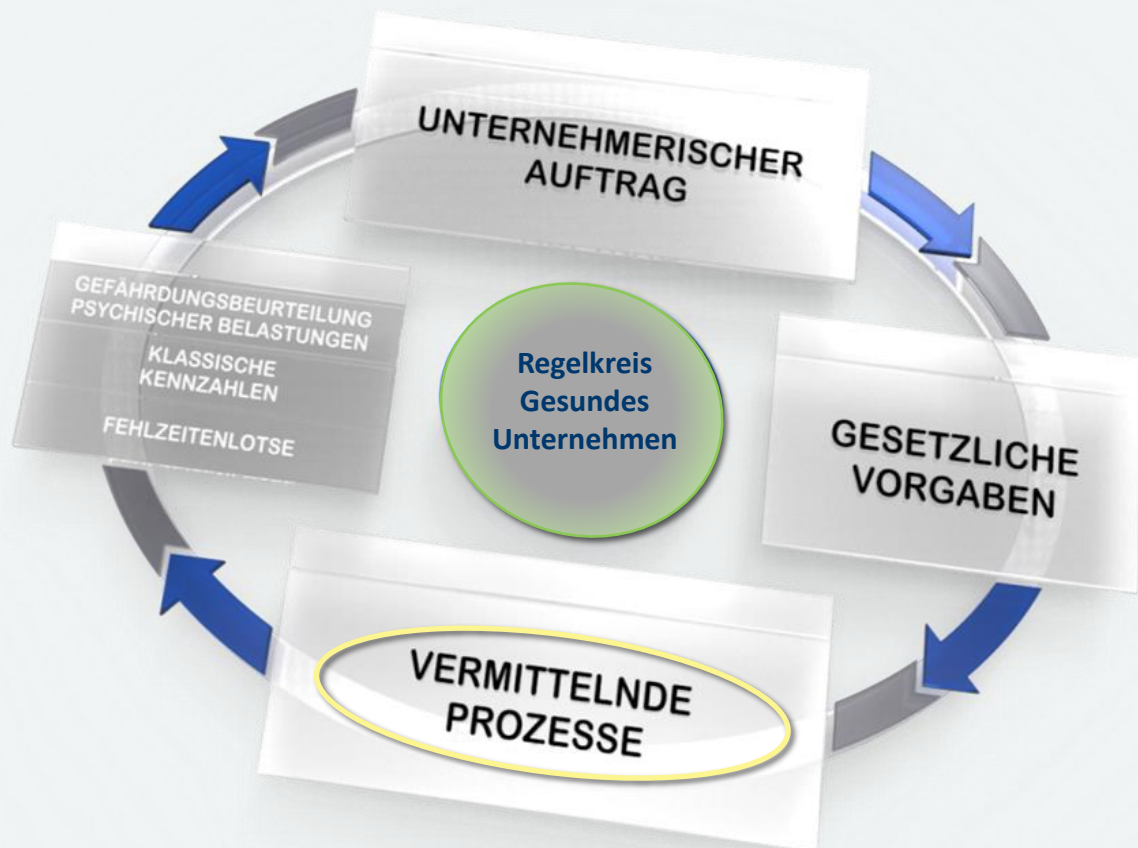 UNTERNEHMERISCHER
AUFTRAG
GEFÄHRDUNGSBEURTEILUNG
PSYCHISCHER BELASTUNGEN
KLASSISCHE
KENNZAHLEN
FEHLZEITENLOTSE
Regelkreis
Gesundes
Unternehmen
GESETZLICHE
VORGABEN
VERMITTELNDE
PROZESSE